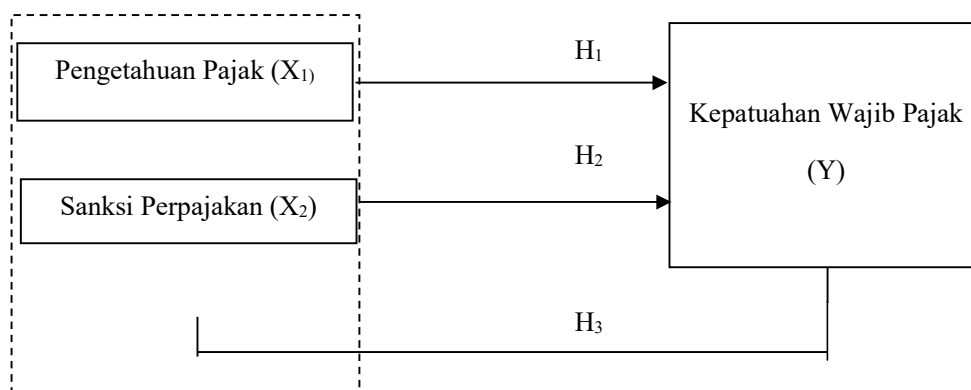 Pengetahuan Pajak (X₁)
H₁
Kepatuahan Wajib Pajak
(Y)
H₂
Sanksi Perpajakan (X₂)
H₃